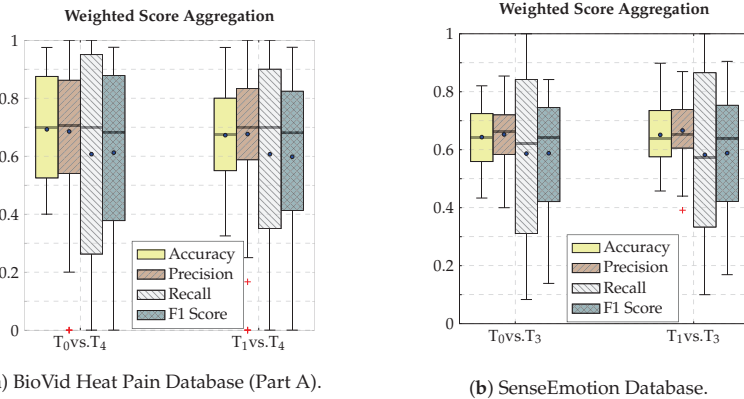 Weighted Score Aggregation
1
0.8
0.6
0.4
0.2
0
Accuracy
Precision
Recall
F1 Score
T0vs.T4
T1vs.T4
) BioVid Heat Pain Database (Part A).
Weighted Score Aggregation
1
0.8
0.6
0.4
0.2
0
Accuracy
Precision
Recall
F1 Score
T0vs.T3
T1vs.T3
(b) SenseEmotion Database.